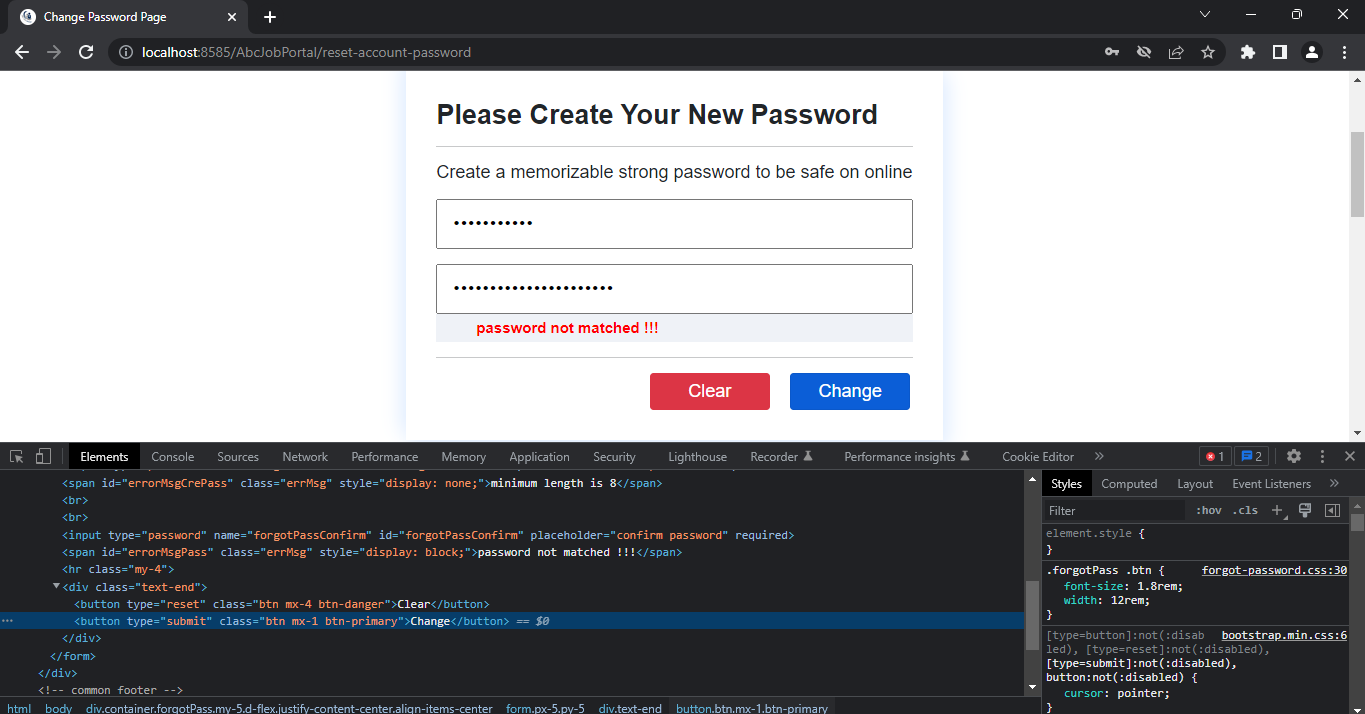 Change Password Page
localhost:8585/AbcJobPortal/reset-account-password
Please Create Your New Password
Create a memorizable strong password to be safe on online
•••••••••••
••••••••••••••••••••••
password not matched !!!
Clear Change
Elements Console Sources Network Performance Memory Application Security Lighthouse Recorder Performance insights Cookie Editor » 1 2
<span id="errorMsgCrePass" class="errMsg" style="display: none;">minimum length is 8</span>
<br>
<br>
<input type="password" name="forgotPassConfirm" id="forgotPassConfirm" placeholder="confirm password" required>
<span id="errorMsgPass" class="errMsg" style="display: block;">password not matched !!!</span>
<hr class="my-4">
<div class="text-end">
<button type="reset" class="btn mx-4 btn-danger">Clear</button>
<button type="submit" class="btn mx-1 btn-primary">Change</button> == $0
</div>
</form>
</div>
<!-- common footer -->
html body div.container.forgotPass.my-5.d-flex.justify-content-center.align-items-center form.px-5.py-5 div.text-end button.btn.mx-1.btn-primary
Styles Computed Layout Event Listeners »
Filter :hov .cls +
element.style {
}
.forgotPass .btn { forgot-password.css:30
font-size: 1.8rem;
width: 12rem;
}
[type=button]:not(:disab bootstrap.min.css:6
led), [type=reset]:not(:disabled),
[type=submit]:not(:disabled),
button:not(:disabled) {
cursor: pointer;
}